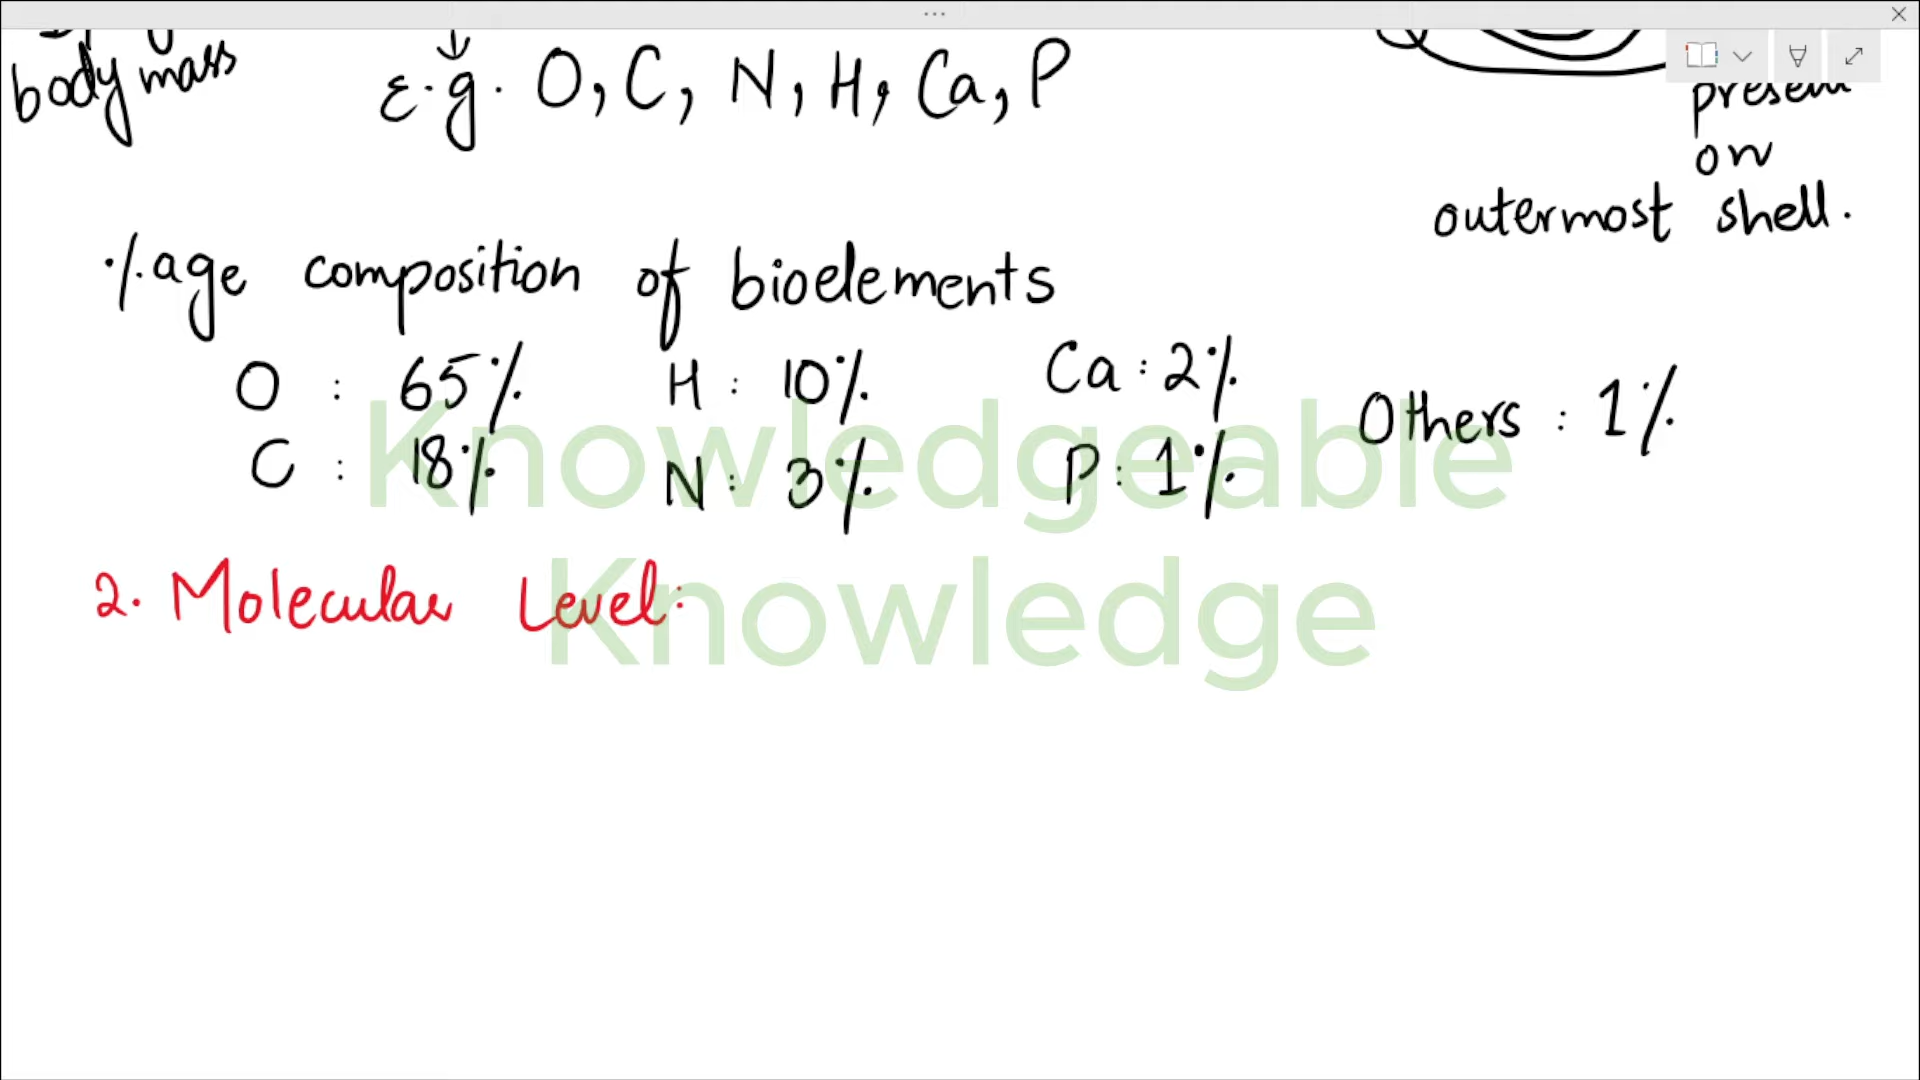 body mass
E.g. O, C, N, H, Ca, P
on
outermost shell.
%age composition of bioelements
O : 65% H : 10% Ca : 2% Others : 1%
C : 18% N : 3% P : 1%
2. Molecular Level:
Knowledgeable
Knowledge